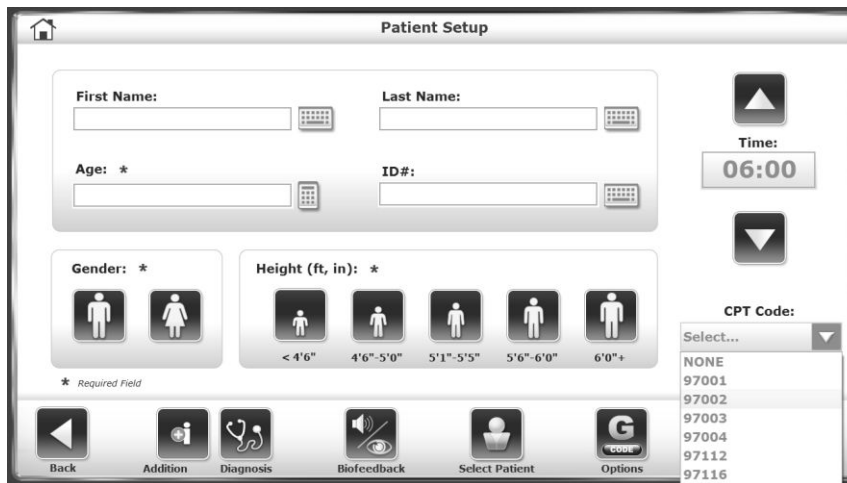 Patient Setup
First Name:
Last Name:
Time:
06:00
Age: *
ID#:
Gender: *
Height (ft, in): *
< 4'6"
4'6"-5'0"
5'1"-5'5"
5'6"-6'0"
6'0"+
* Required Field
CPT Code:
Select...
NONE
97001
97002
97003
97004
97112
97116
Back
Addition
Diagnosis
Biofeedback
Select Patient
G
CODE
Options